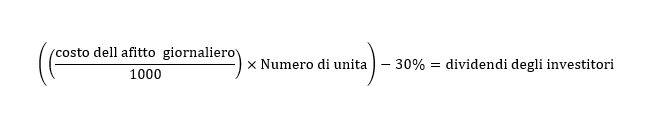 ((costo dell afitto giornaliero / 1000) × Numero di unita) − 30% = dividendi degli investitori